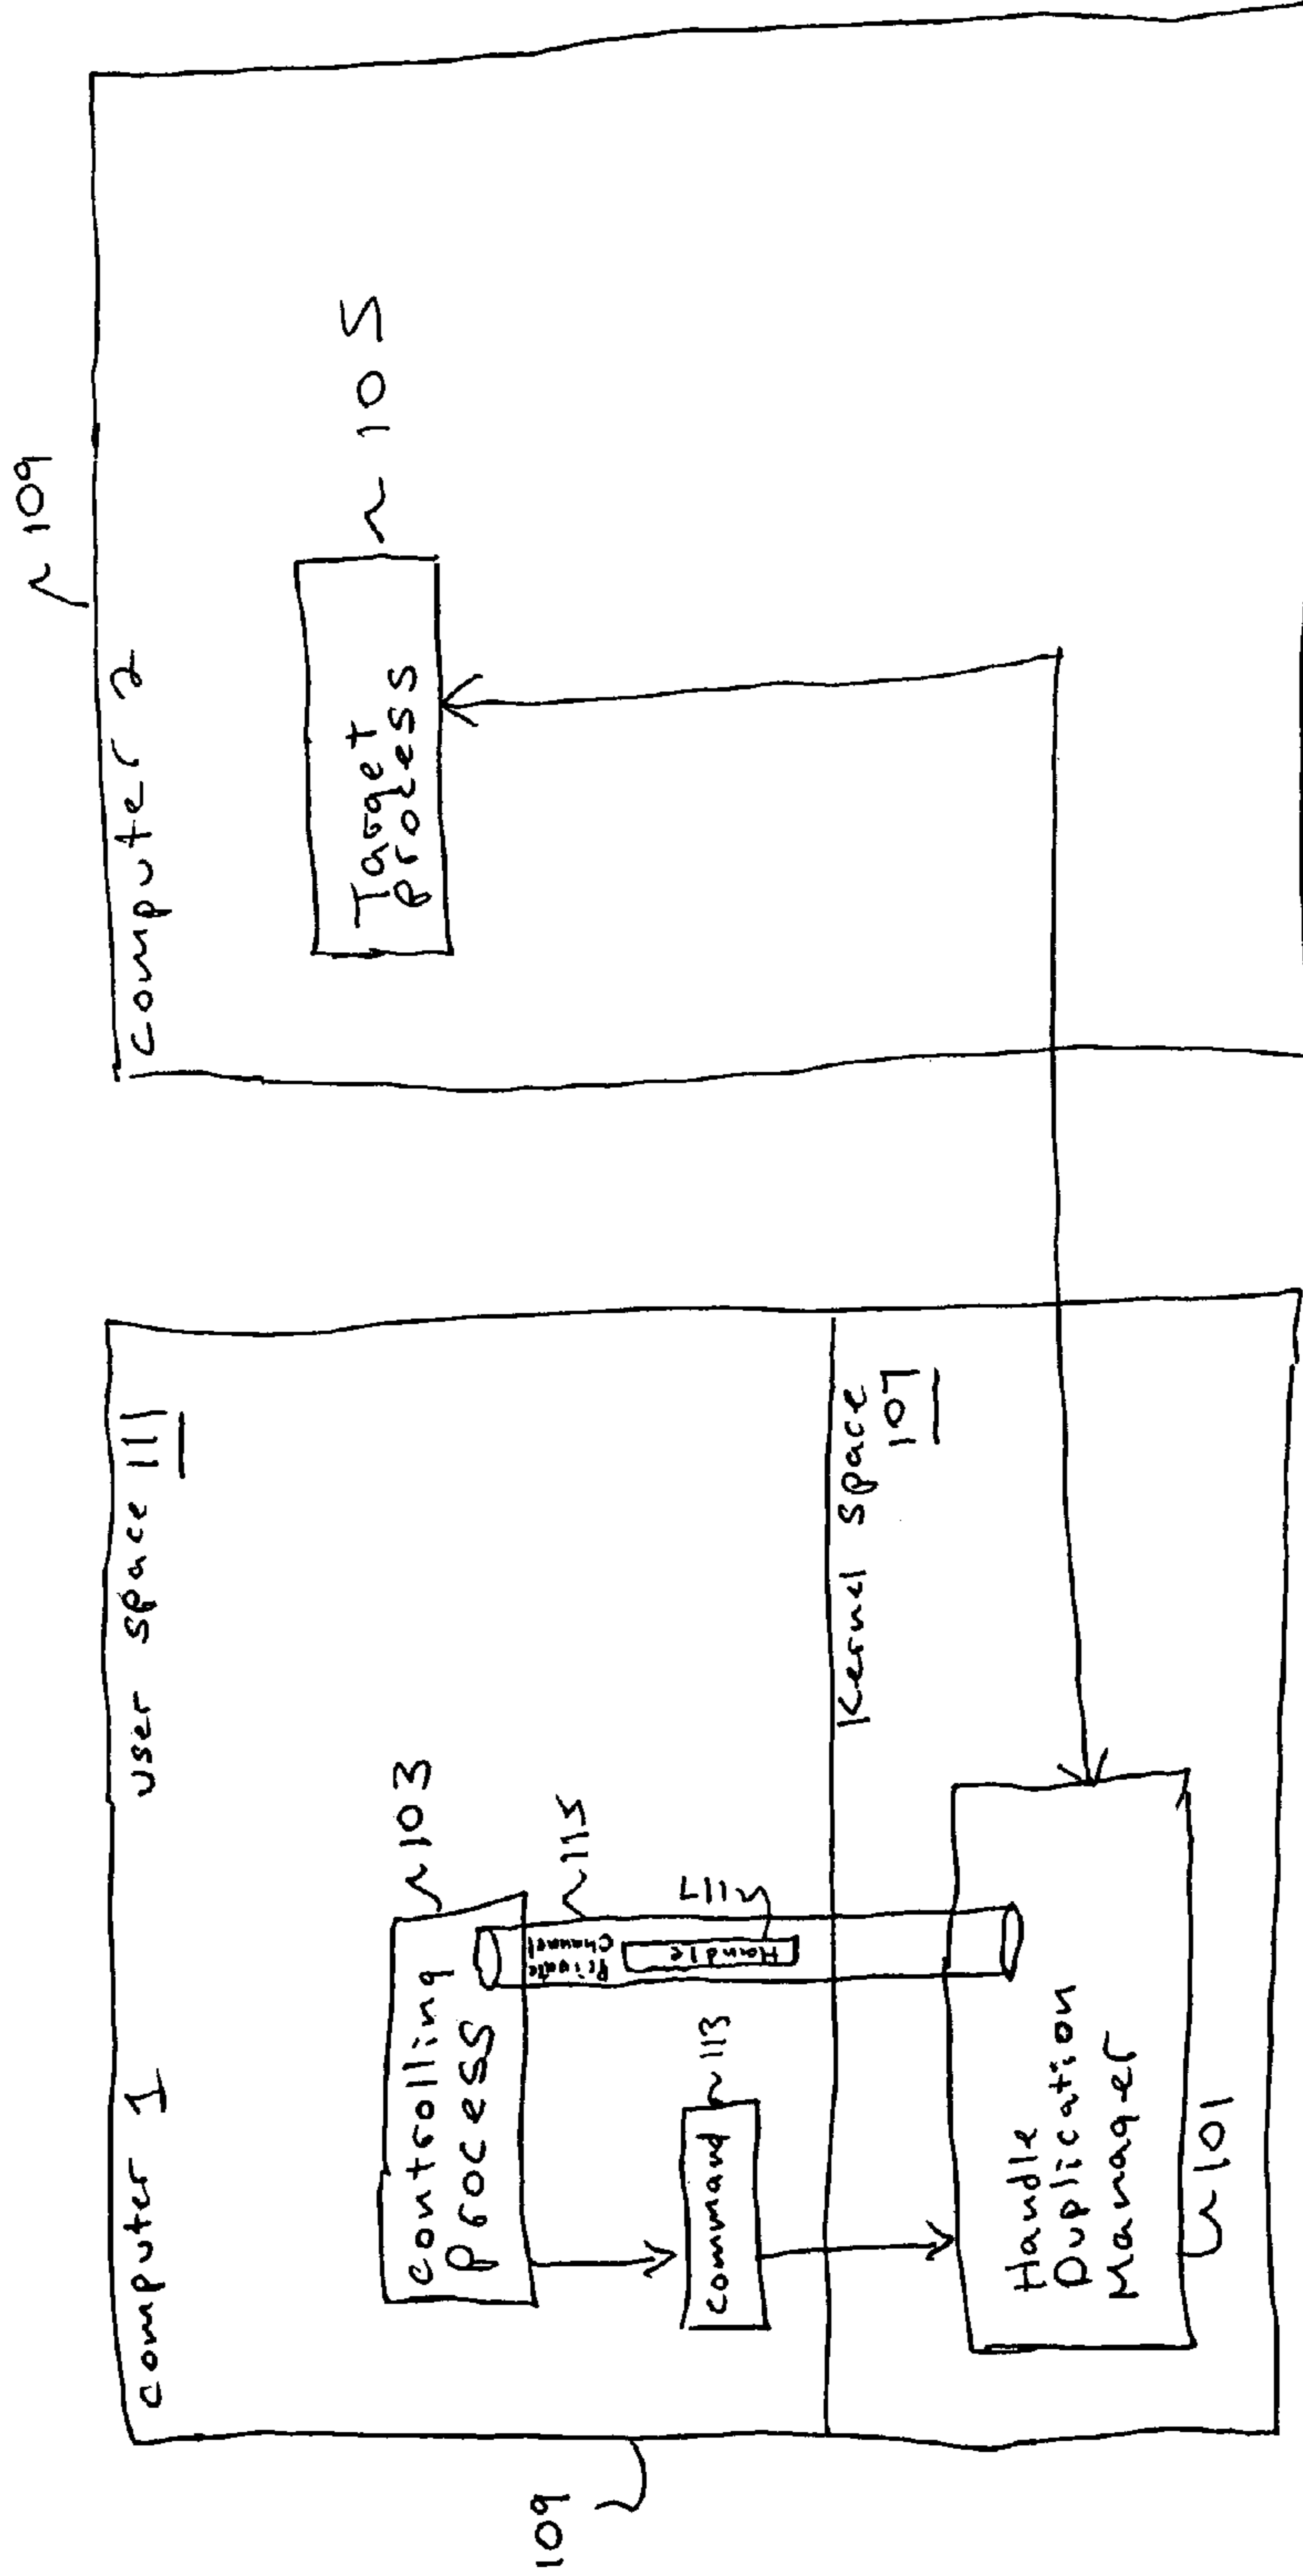 computer 1
user space 111
109
controlling
process
103
115
Private
Channel
Handle
117
command
113
Kernel space
107
Handle
Duplication
Manager
101
computer 2
109
Target
process
105